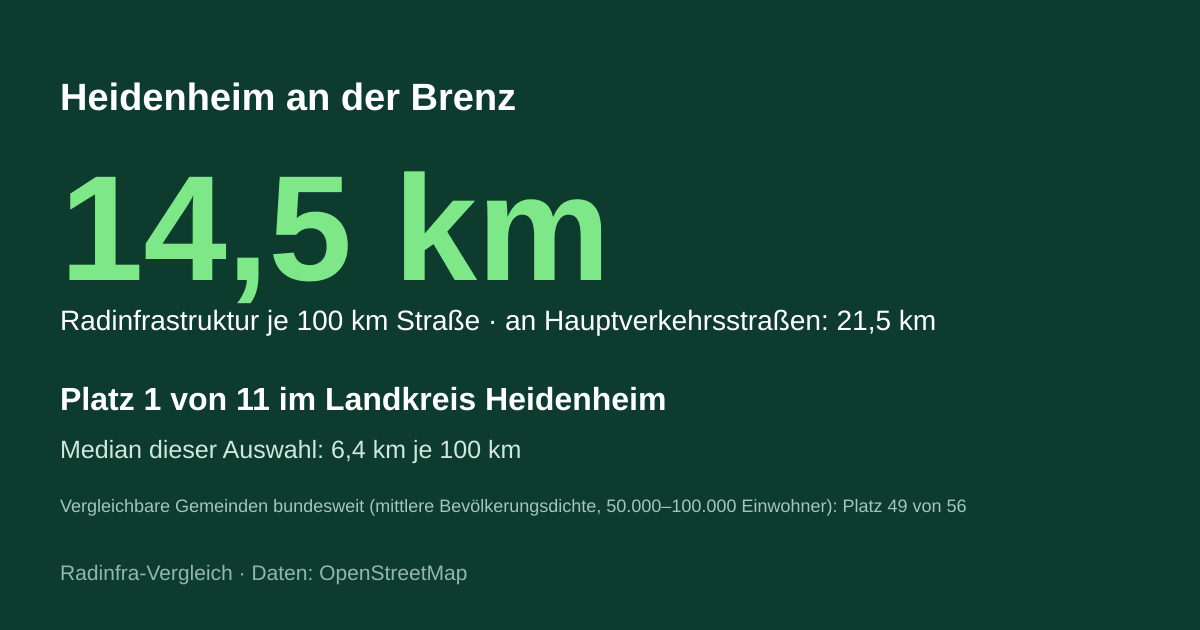 Heidenheim an der Brenz
14,5 km
Radinfrastruktur je 100 km Straße · an Hauptverkehrsstraßen: 21,5 km
Platz 1 von 11 im Landkreis Heidenheim
Median dieser Auswahl: 6,4 km je 100 km
Vergleichbare Gemeinden bundesweit (mittlere Bevölkerungsdichte, 50.000–100.000 Einwohner): Platz 49 von 56
Radinfra-Vergleich · Daten: OpenStreetMap